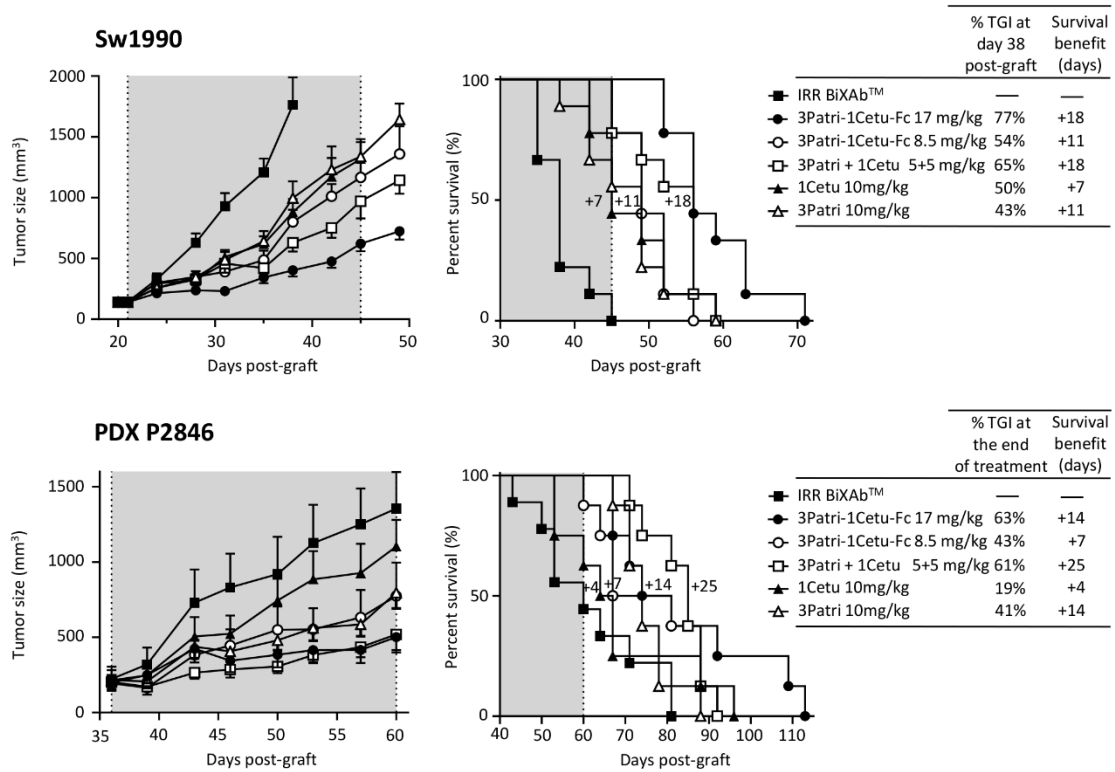 Sw1990
2000
1500
1000
500
0
Tumor size (mm³)
20 30 40 50
Days post-graft
100
50
0
Percent survival (%)
+7 +11 +18
30 40 50 60 70
Days post-graft
% TGI at day 38 post-graft
Survival benefit (days)
IRR BiXAb™ — —
3Patri-1Cetu-Fc 17 mg/kg 77% +18
3Patri-1Cetu-Fc 8.5 mg/kg 54% +11
3Patri + 1Cetu 5+5 mg/kg 65% +18
1Cetu 10mg/kg 50% +7
3Patri 10mg/kg 43% +11
PDX P2846
1500
1000
500
0
Tumor size (mm³)
35 40 45 50 55 60
Days post-graft
100
50
0
Percent survival (%)
+4 +7 +14 +25
40 50 60 70 80 90 100 110
Days post-graft
% TGI at the end of treatment
Survival benefit (days)
IRR BiXAb™ — —
3Patri-1Cetu-Fc 17 mg/kg 63% +14
3Patri-1Cetu-Fc 8.5 mg/kg 43% +7
3Patri + 1Cetu 5+5 mg/kg 61% +25
1Cetu 10mg/kg 19% +4
3Patri 10mg/kg 41% +14